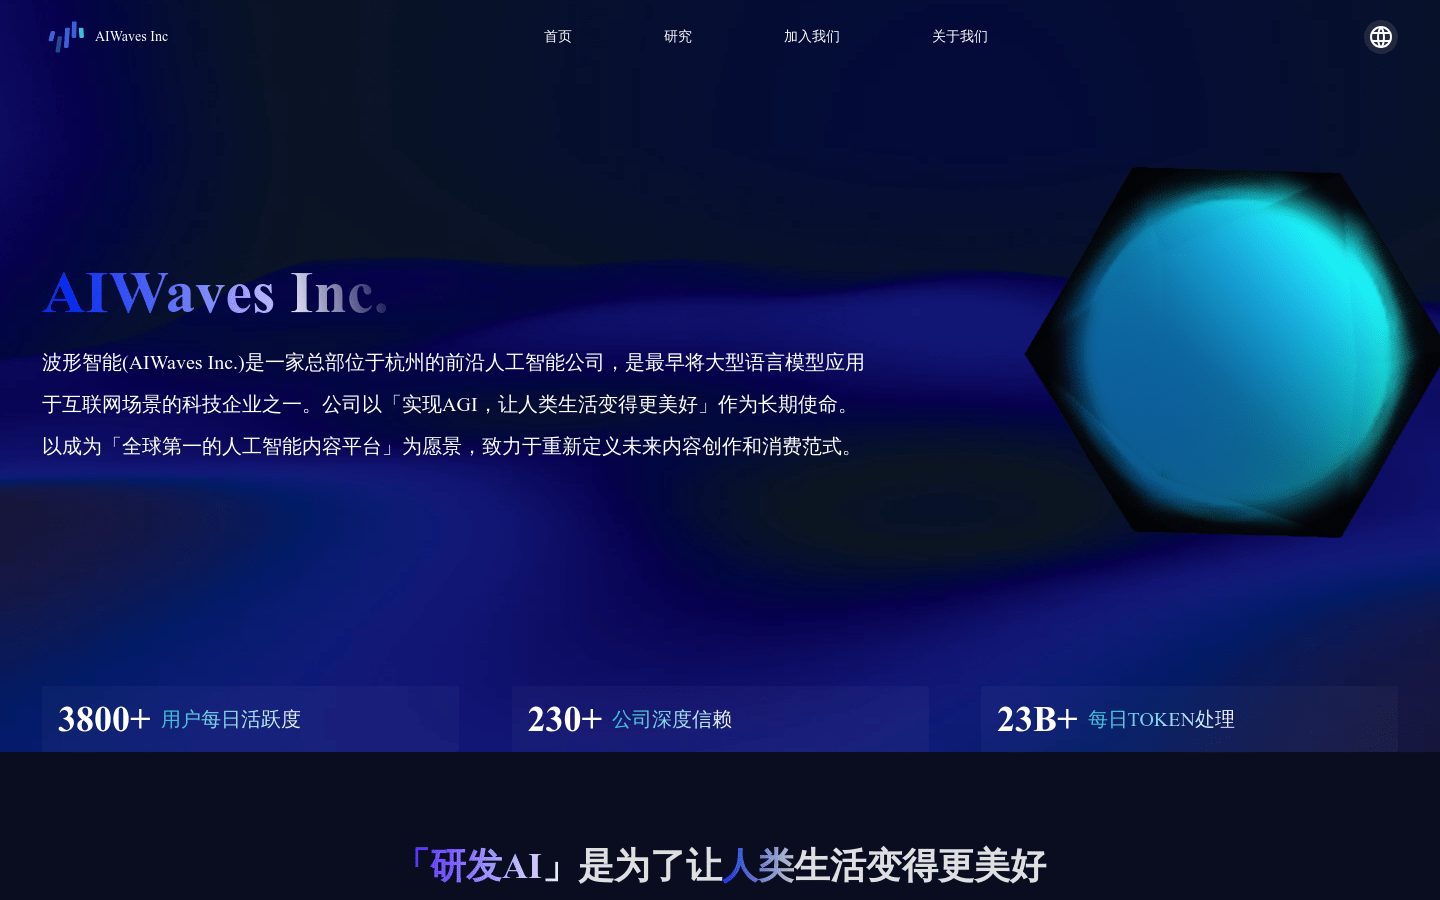 AIWaves Inc
首页
研究
加入我们
关于我们
AIWaves Inc.
波形智能(AIWaves Inc.)是一家总部位于杭州的前沿人工智能公司，是最早将大型语言模型应用
于互联网场景的科技企业之一。公司以「实现AGI，让人类生活变得更美好」作为长期使命。
以成为「全球第一的人工智能内容平台」为愿景，致力于重新定义未来内容创作和消费范式。
3800+ 用户每日活跃度
230+ 公司深度信赖
23B+ 每日TOKEN处理
「研发AI」是为了让人类生活变得更美好